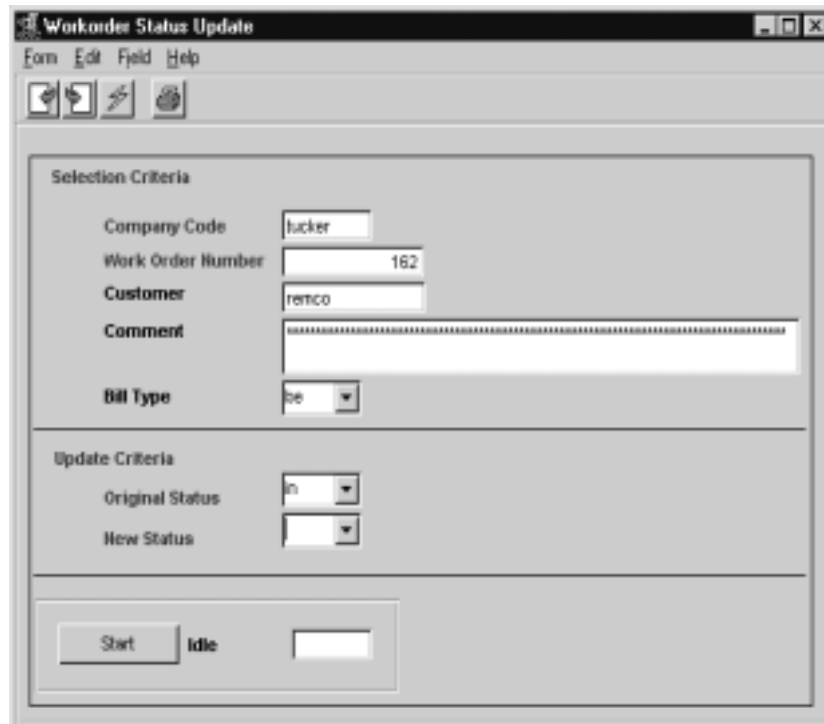 Workorder Status Update
Form Edit Field Help
Selection Criteria
Company Code tucker
Work Order Number 162
Customer remco
Comment
Bill Type be
Update Criteria
Original Status in
New Status
Start Idle